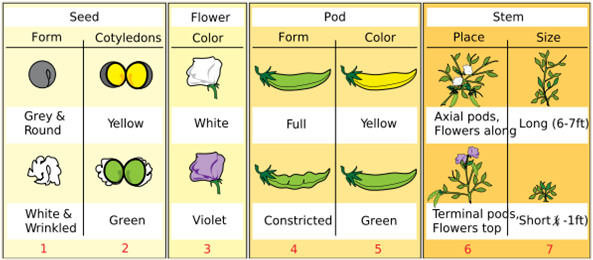 Seed Flower Pod Stem
Form Cotyledons Color Form Color Place Size
Grey & Round Yellow White Full Yellow Axial pods, Flowers along Long (6-7ft)
White & Wrinkled Green Violet Constricted Green Terminal pods, Flowers top Short -1ft)
1 2 3 4 5 6 7